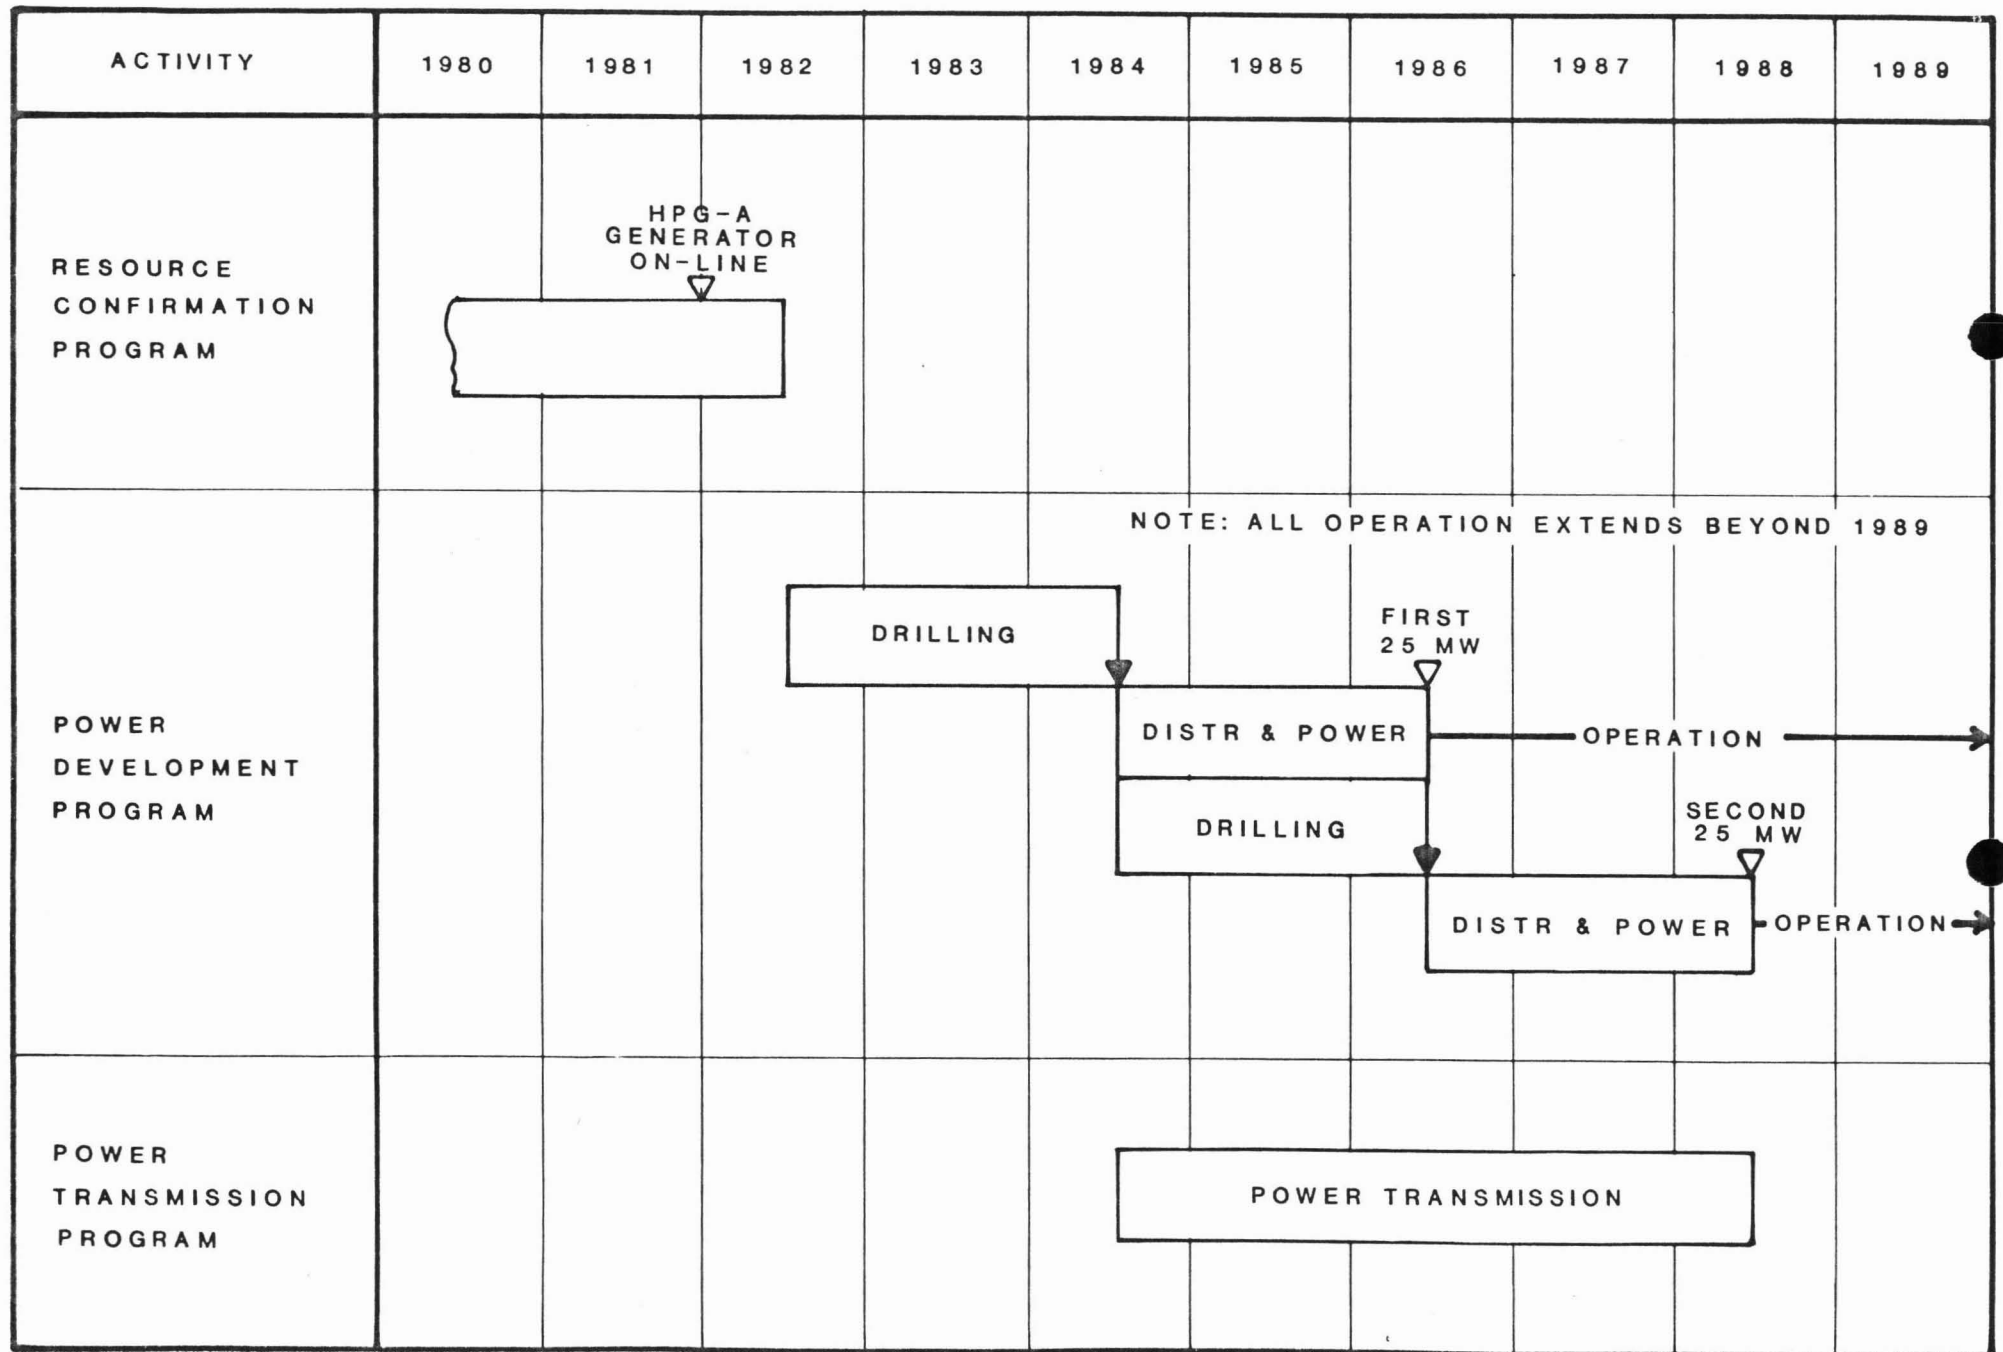 ACTIVITY
1980 1981 1982 1983 1984 1985 1986 1987 1988 1989
RESOURCE
CONFIRMATION
PROGRAM
HPG-A
GENERATOR
ON-LINE
POWER
DEVELOPMENT
PROGRAM
NOTE: ALL OPERATION EXTENDS BEYOND 1989
DRILLING
FIRST
25 MW
DISTR & POWER
OPERATION
DRILLING
SECOND
25 MW
DISTR & POWER
OPERATION
POWER
TRANSMISSION
PROGRAM
POWER TRANSMISSION